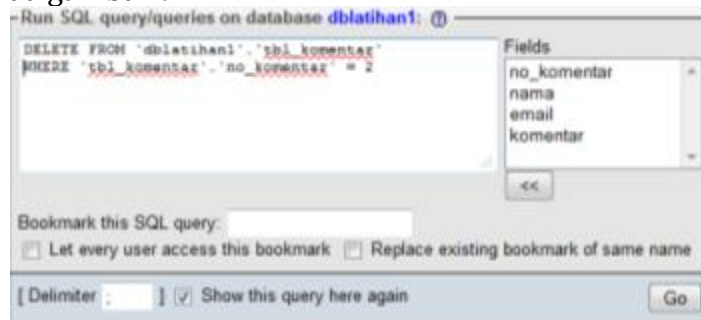 Run SQL query/queries on database dblatihan1:
DELETE FROM 'dblatihan1'.'tbl_komentar'
WHERE 'tbl_komentar'.'no_komentar' = 2
Fields
no_komentar
nama
email
komentar
<<
Bookmark this SQL query:
Let every user access this bookmark Replace existing bookmark of same name
[ Delimiter ; ] Show this query here again Go